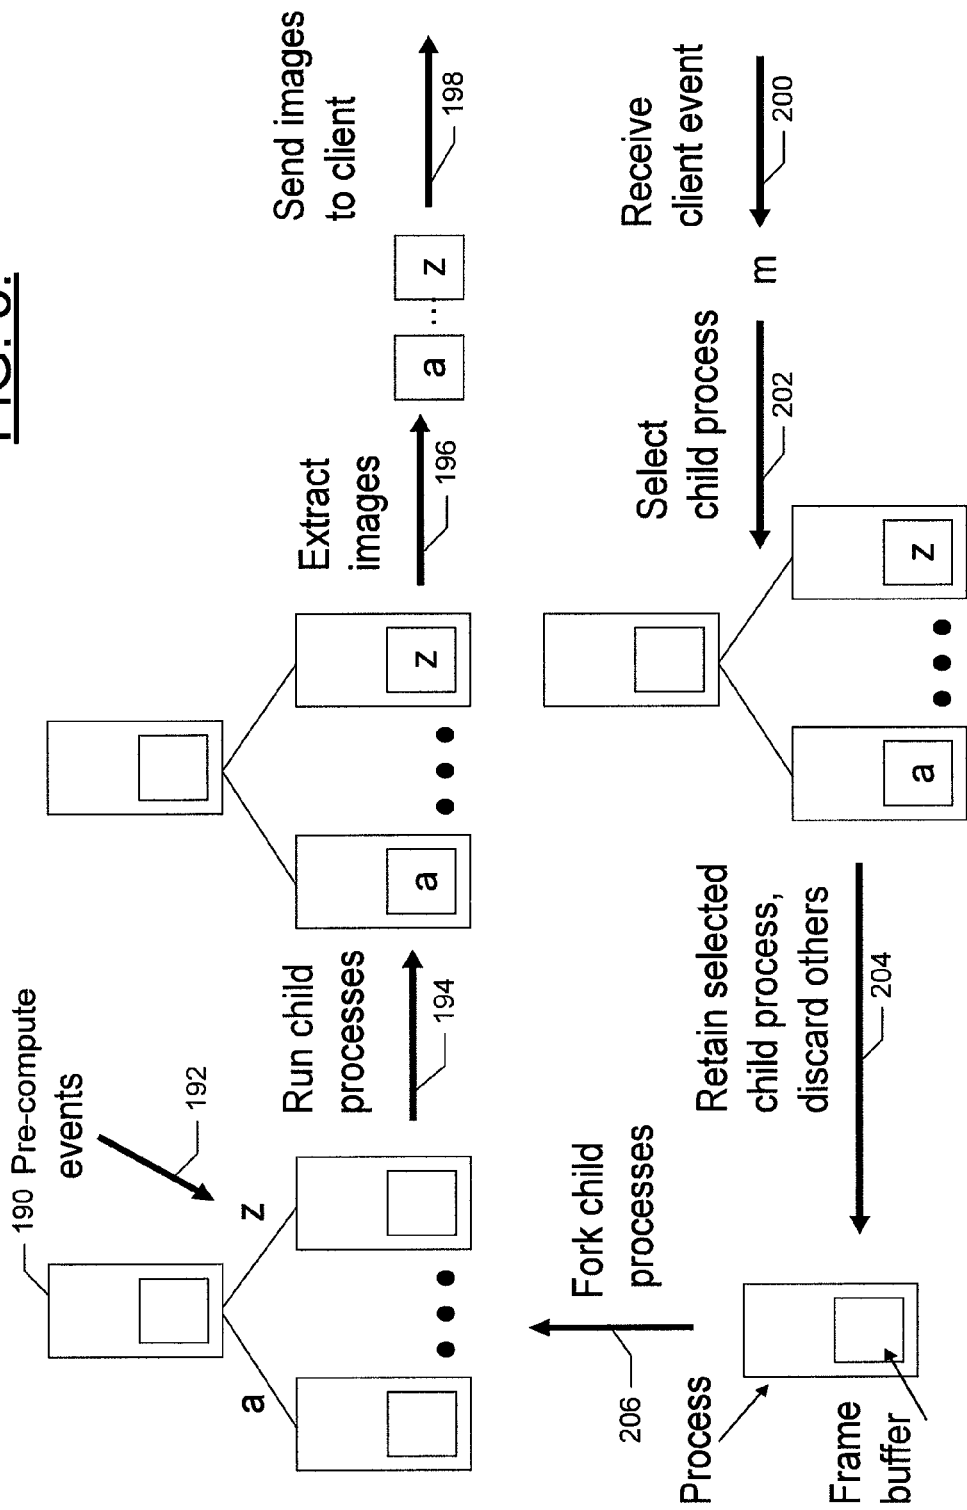 FIG.
190
Pre-compute
events
192
a
z
Run child
processes
194
a
z
Extract
images
196
a
...
z
Send images
to client
198
Fork child
processes
206
Process
Frame
buffer
Retain selected
child process,
discard others
204
a
z
Select
child process
202
m
Receive
client event
200